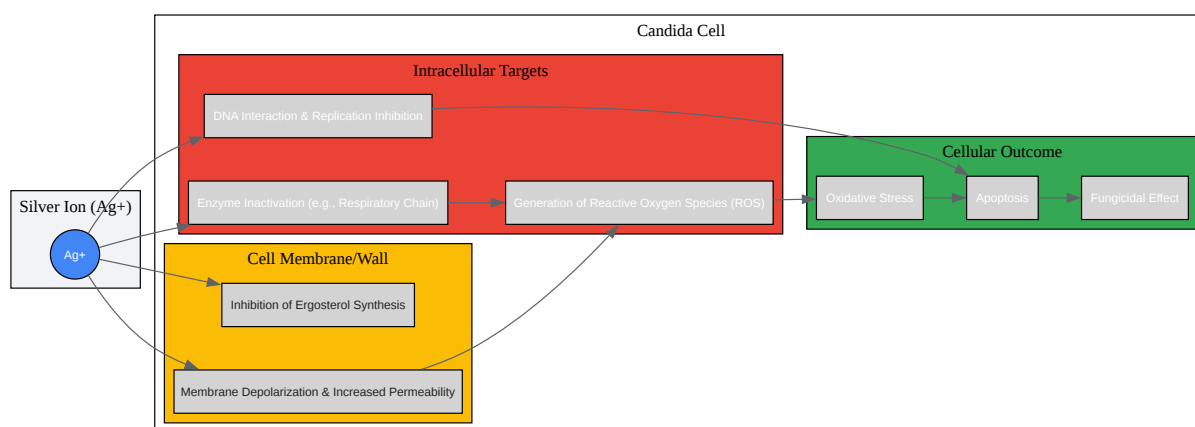 Candida Cell
Intracellular Targets
DNA Interaction & Replication Inhibition
Cellular Outcome
Silver Ion (Ag+)
Enzyme Inactivation (e.g., Respiratory Chain)
Generation of Reactive Oxygen Species (ROS)
Oxidative Stress
Apoptosis
Fungicidal Effect
Ag+
Cell Membrane/Wall
Inhibition of Ergosterol Synthesis
Membrane Depolarization & Increased Permeability